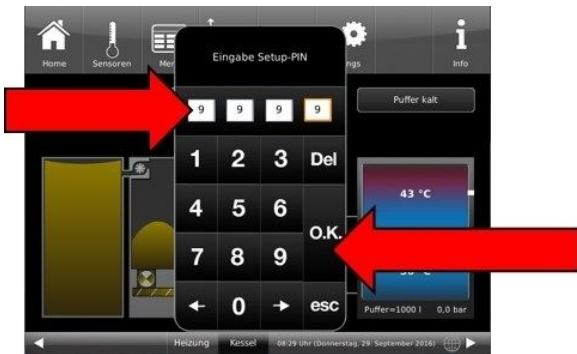 Eingabe Setup-PIN
Home
Sensoren
Info
9 9 9 9
Puffer kalt
1 2 3 Del
4 5 6
O.K.
7 8 9
0 esc
43 °C
Puffer=1000 l 0,0 bar
Heizung Kessel 08:29 Uhr (Donnerstag, 29. September 2016)